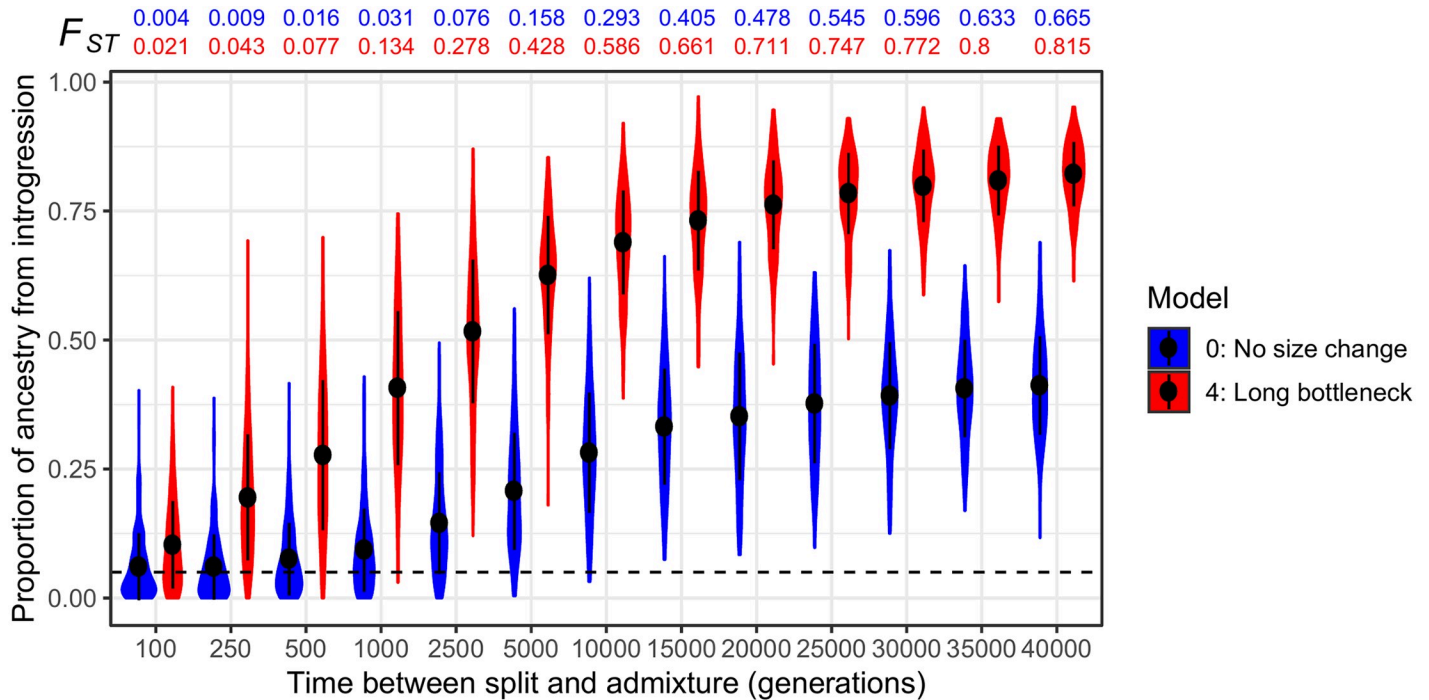 0.004 0.009 0.016 0.031 0.076 0.158 0.293 0.405 0.478 0.545 0.596 0.633 0.665
FST
0.021 0.043 0.077 0.134 0.278 0.428 0.586 0.661 0.711 0.747 0.772 0.8 0.815
Proportion of ancestry from introgression
1.00
0.75
0.50
0.25
0.00
100 250 500 1000 2500 5000 10000 15000 20000 25000 30000 35000 40000
Time between split and admixture (generations)
Model
0: No size change
4: Long bottleneck